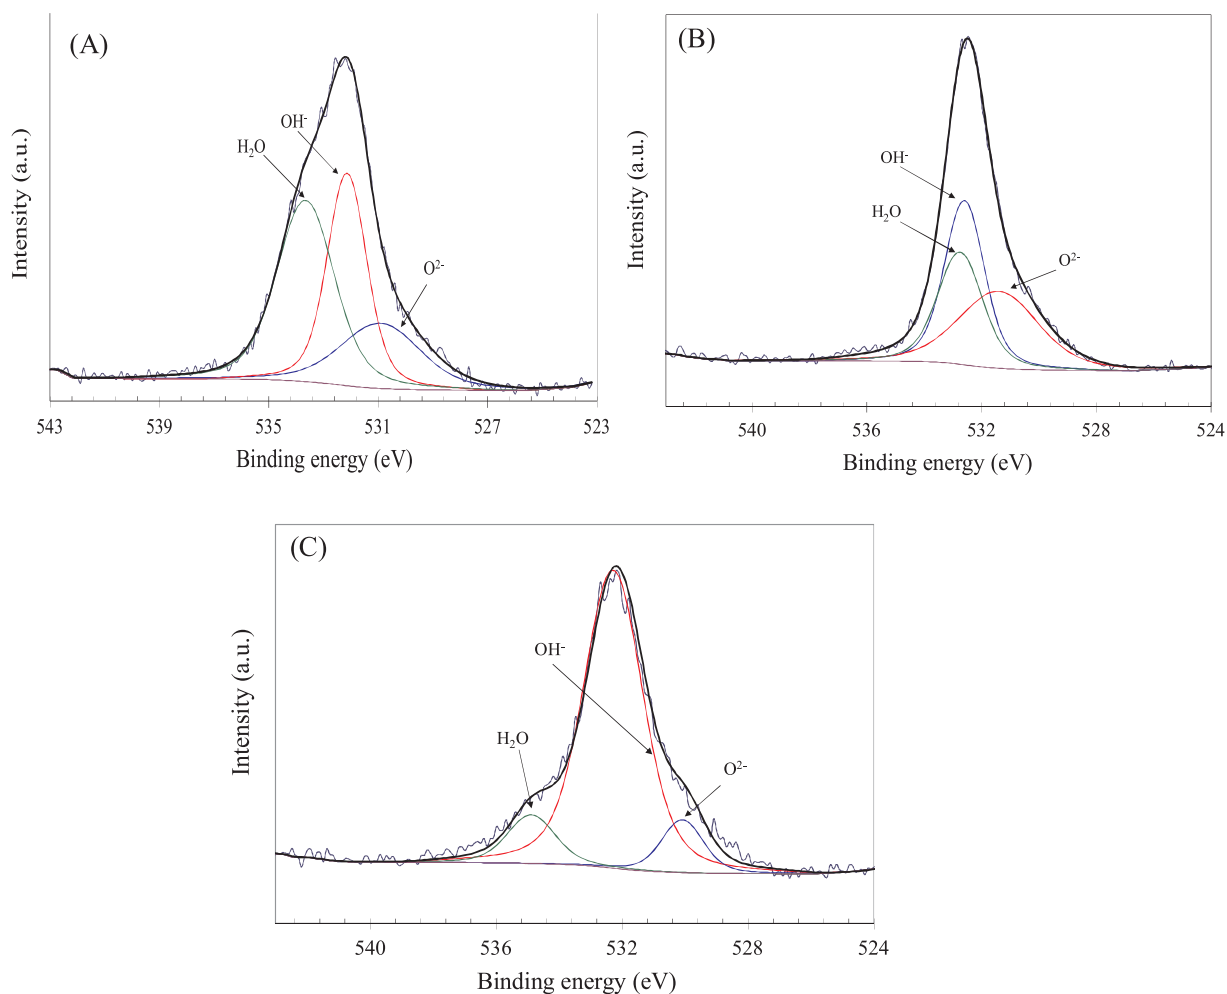 (A)
OH⁻
H₂O
O²⁻
Intensity (a.u.)
543 539 535 531 527 523
Binding energy (eV)
(B)
OH⁻
H₂O
O²⁻
Intensity (a.u.)
540 536 532 528 524
Binding energy (eV)
(C)
OH⁻
H₂O
O²⁻
Intensity (a.u.)
540 536 532 528 524
Binding energy (eV)